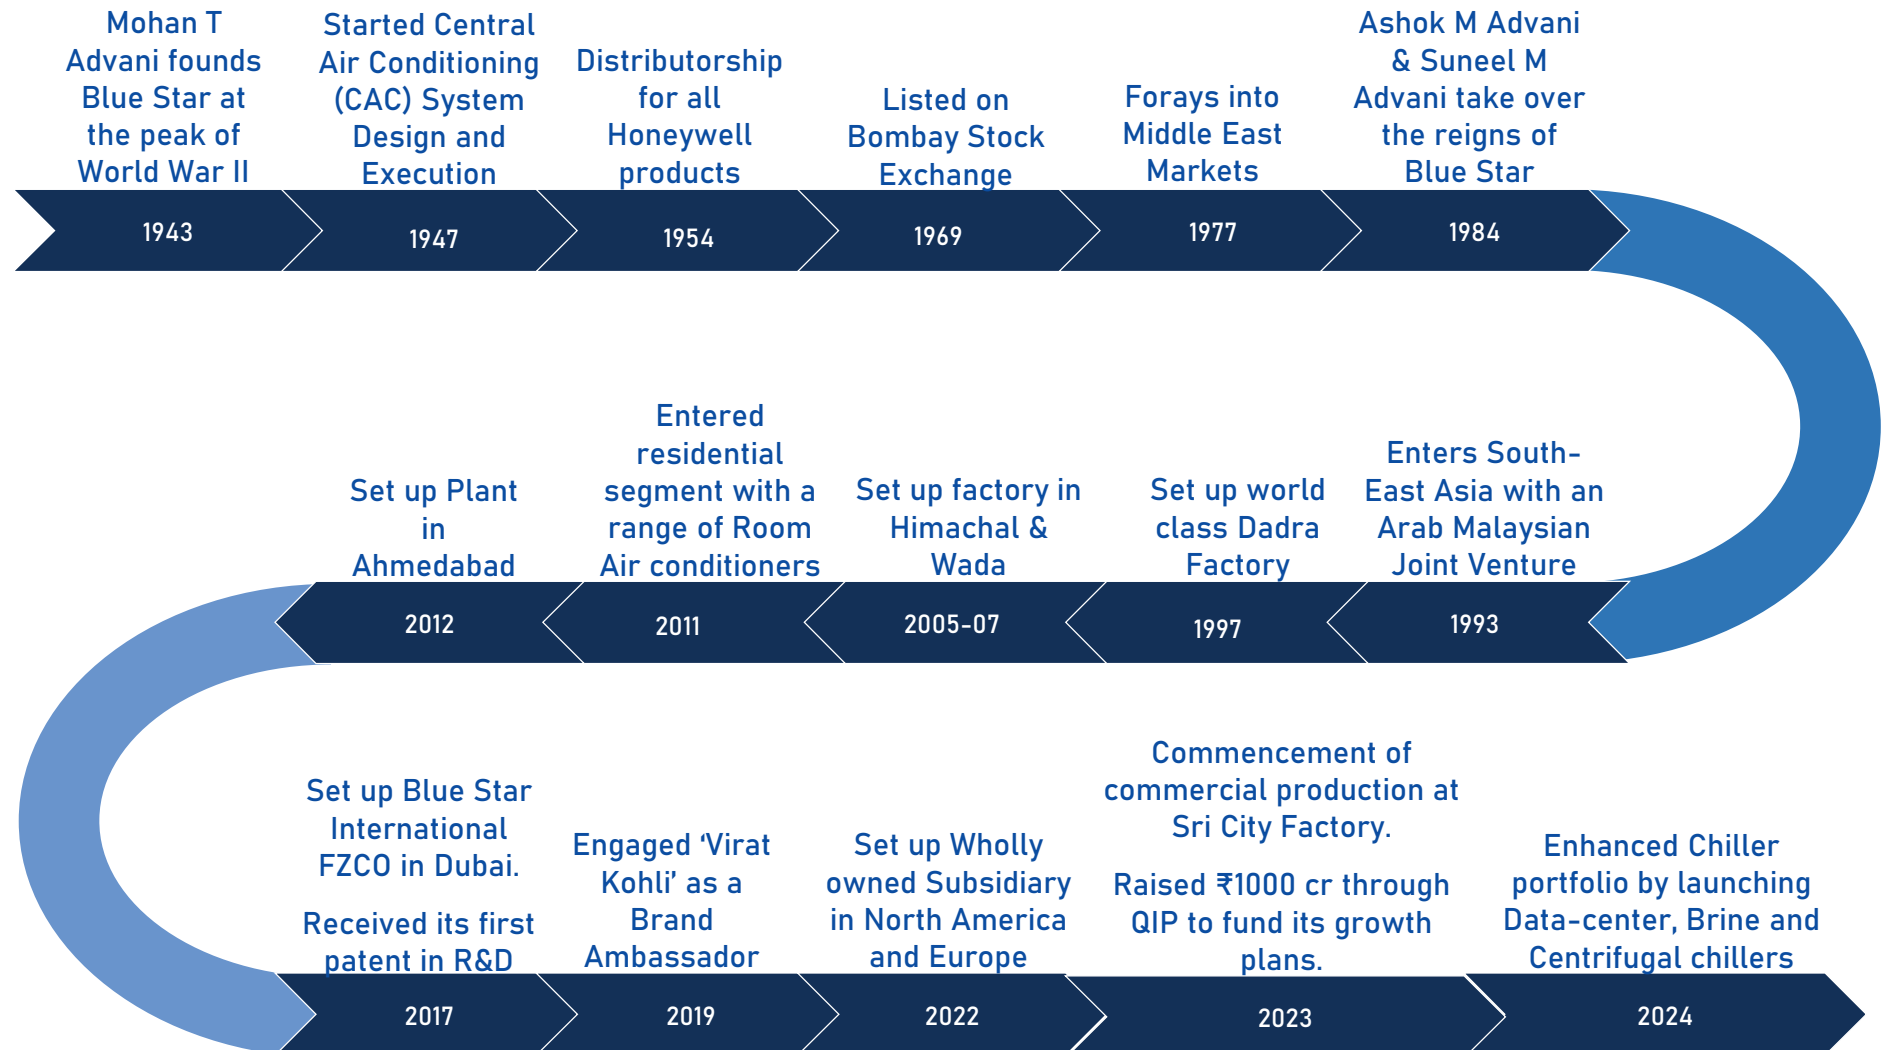 Mohan T
Advani founds
Blue Star at
the peak of
World War II
1943
Started Central
Air Conditioning
(CAC) System
Design and
Execution
1947
Distributorship
for all
Honeywell
products
1954
Listed on
Bombay Stock
Exchange
1969
Forays into
Middle East
Markets
1977
Ashok M Advani
& Suneel M
Advani take over
the reigns of
Blue Star
1984
Enters South-
East Asia with an
Arab Malaysian
Joint Venture
1993
Set up world
class Dadra
Factory
1997
Set up factory in
Himachal &
Wada
2005-07
Entered
residential
segment with a
range of Room
Air conditioners
2011
Set up Plant
in
Ahmedabad
2012
Set up Blue Star
International
FZCO in Dubai.
Received its first
patent in R&D
2017
Engaged ‘Virat
Kohli’ as a
Brand
Ambassador
2019
Set up Wholly
owned Subsidiary
in North America
and Europe
2022
Commencement of
commercial production at
Sri City Factory.
Raised ₹1000 cr through
QIP to fund its growth
plans.
2023
Enhanced Chiller
portfolio by launching
Data-center, Brine and
Centrifugal chillers
2024